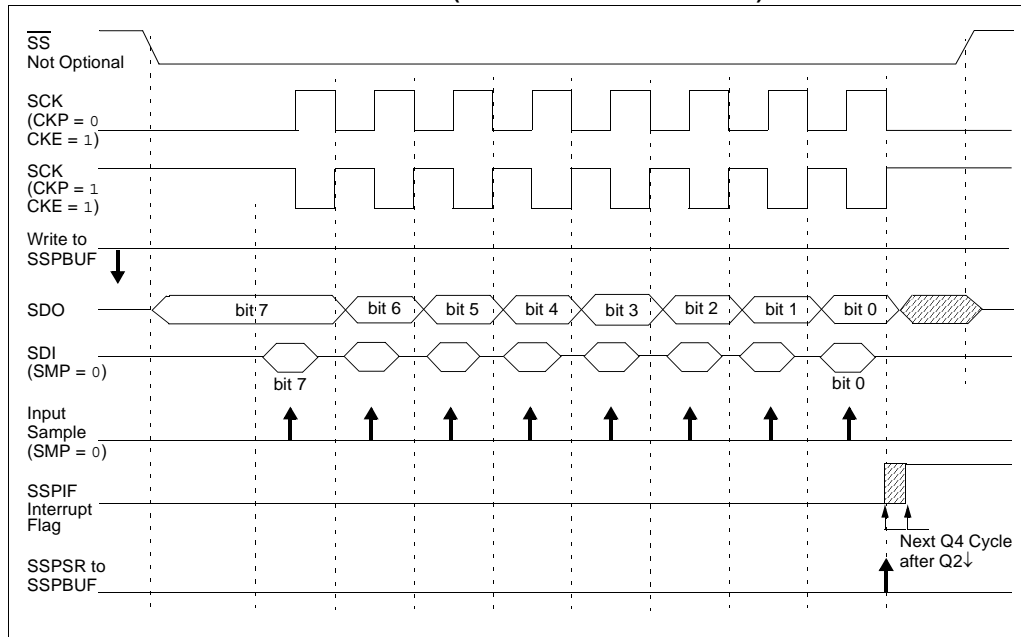 SS
Not Optional
SCK
(CKP = 0
CKE = 1)
SCK
(CKP = 1
CKE = 1)
Write to
SSPBUF
SDO
bit 7 bit 6 bit 5 bit 4 bit 3 bit 2 bit 1 bit 0
SDI
(SMP = 0)
bit 7 bit 0
Input
Sample
(SMP = 0)
SSPIF
Interrupt
Flag
Next Q4 Cycle
after Q2↓
SSPSR to
SSPBUF